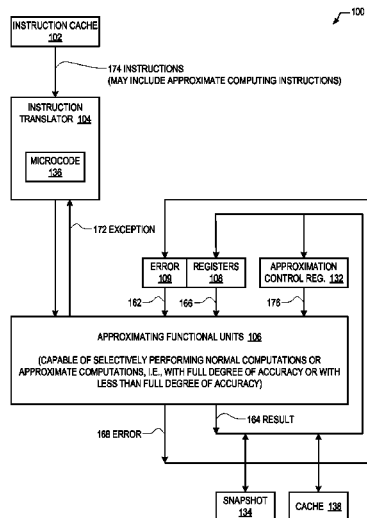 100
INSTRUCTION CACHE
102
174 INSTRUCTIONS
(MAY INCLUDE APPROXIMATE COMPUTING INSTRUCTIONS)
INSTRUCTION
TRANSLATOR 104
MICROCODE
136
172 EXCEPTION
ERROR
109
REGISTERS
108
APPROXIMATION
CONTROL REG. 132
162
166
176
APPROXIMATING FUNCTIONAL UNITS 106
(CAPABLE OF SELECTIVELY PERFORMING NORMAL COMPUTATIONS OR
APPROXIMATE COMPUTATIONS, I.E., WITH FULL DEGREE OF ACCURACY OR WITH
LESS THAN FULL DEGREE OF ACCURACY)
164 RESULT
168 ERROR
SNAPSHOT
134
CACHE 138